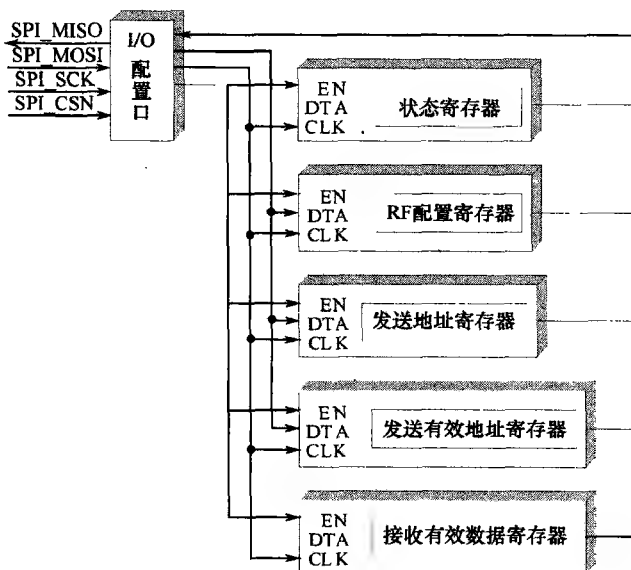 SPI_MISO
SPI_MOSI
SPI_SCK
SPI_CSN
I/O
配
置
口
EN
DTA
CLK
状态寄存器
EN
DTA
CLK
RF配置寄存器
EN
DTA
CLK
发送地址寄存器
EN
DTA
CLK
发送有效地址寄存器
EN
DTA
CLK
接收有效数据寄存器